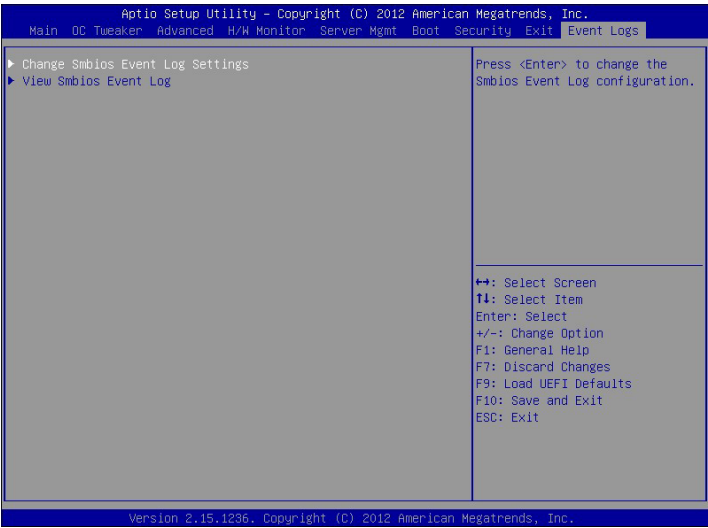 Aptio Setup Utility – Copyright (C) 2012 American Megatrends, Inc.
Main OC Tweaker Advanced H/W Monitor Server Mgmt Boot Security Exit Event Logs
▶ Change Smbios Event Log Settings
▶ View Smbios Event Log
Press <Enter> to change the
Smbios Event Log configuration.
↔: Select Screen
↑↓: Select Item
Enter: Select
+/-: Change Option
F1: General Help
F7: Discard Changes
F9: Load UEFI Defaults
F10: Save and Exit
ESC: Exit
Version 2.15.1236. Copyright (C) 2012 American Megatrends, Inc.